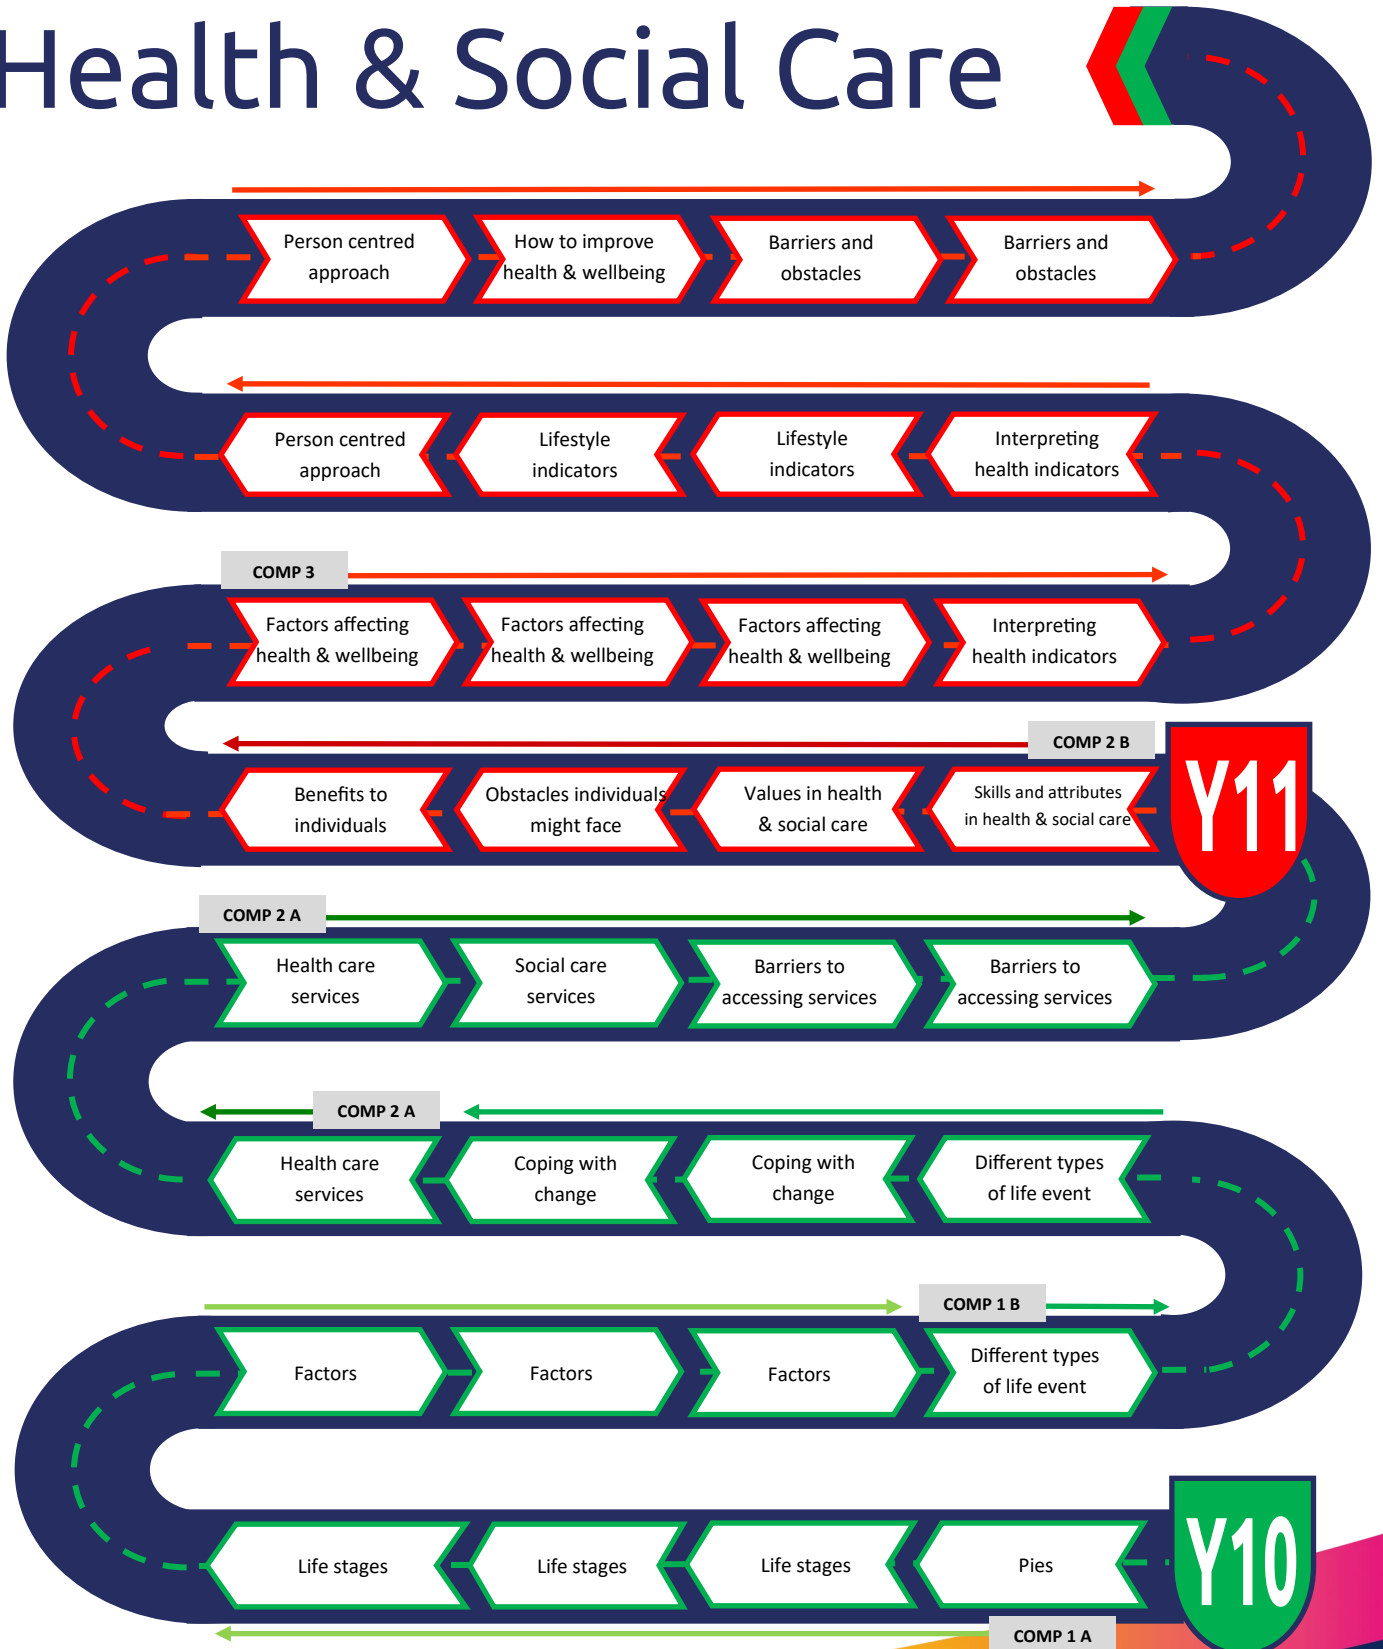 Health & Social Care
Person centred
approach
How to improve
health & wellbeing
Barriers and
obstacles
Barriers and
obstacles
Person centred
approach
Lifestyle
indicators
Lifestyle
indicators
Interpreting
health indicators
COMP 3
Factors affecting
health & wellbeing
Factors affecting
health & wellbeing
Factors affecting
health & wellbeing
Interpreting
health indicators
COMP 2 B
Y11
Benefits to
individuals
Obstacles individuals
might face
Values in health
& social care
Skills and attributes
in health & social care
COMP 2 A
Health care
services
Social care
services
Barriers to
accessing services
Barriers to
accessing services
COMP 2 A
Health care
services
Coping with
change
Coping with
change
Different types
of life event
COMP 1 B
Factors
Factors
Factors
Different types
of life event
Life stages
Life stages
Life stages
Pies
Y10
COMP 1 A